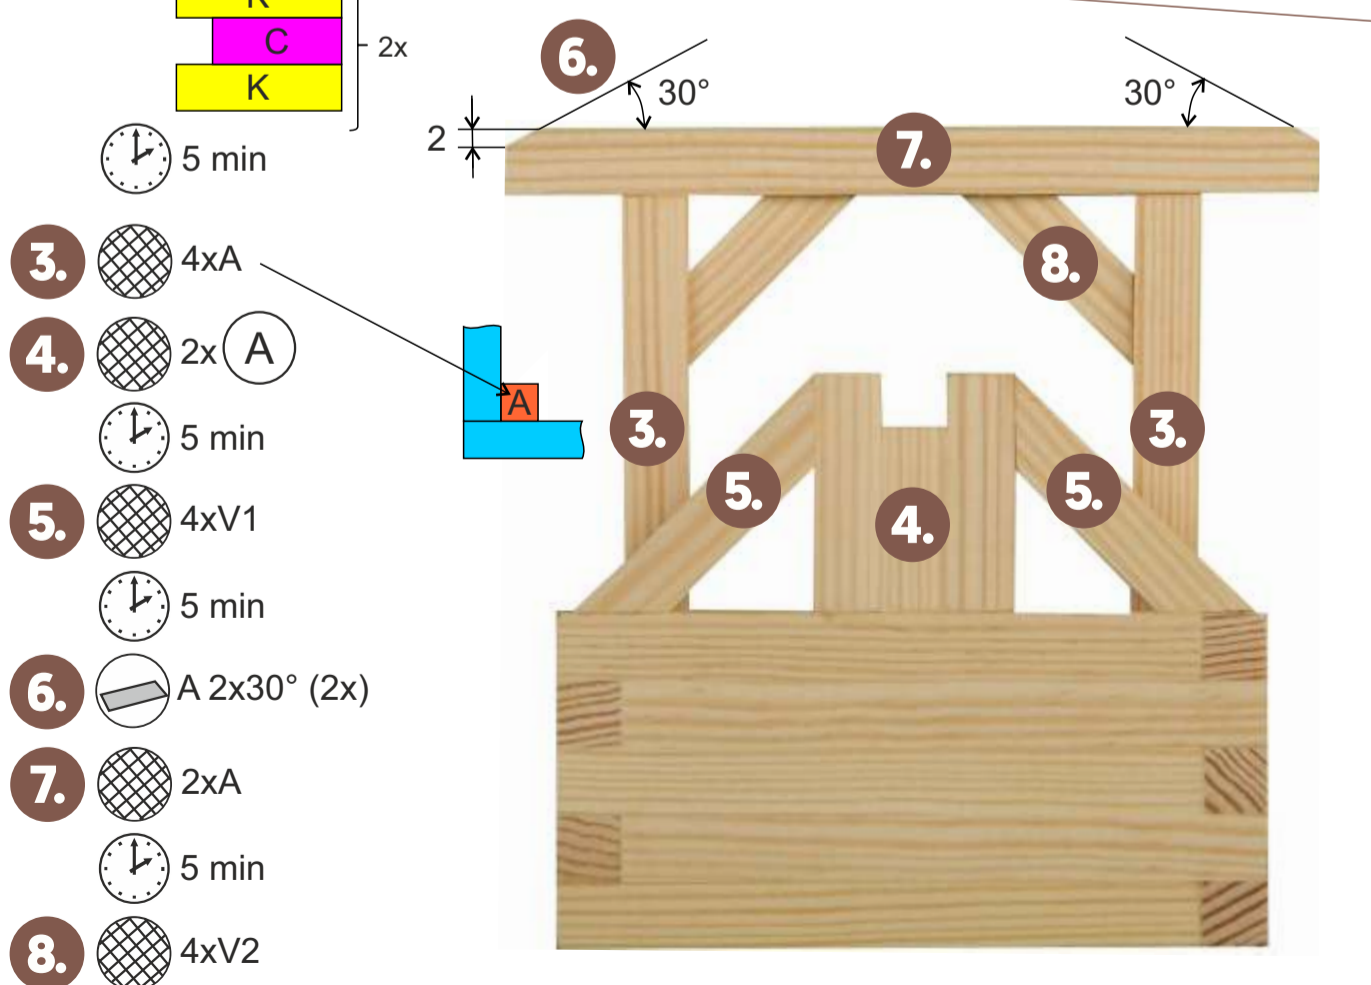 K
C
2x
K
5 min
3. 4xA
4. 2x A
5 min
5. 4xV1
5 min
6. A 2x30° (2x)
7. 2xA
5 min
8. 4xV2
A
6.
30°
30°
2
7.
8.
3.
3.
5.
5.
4.